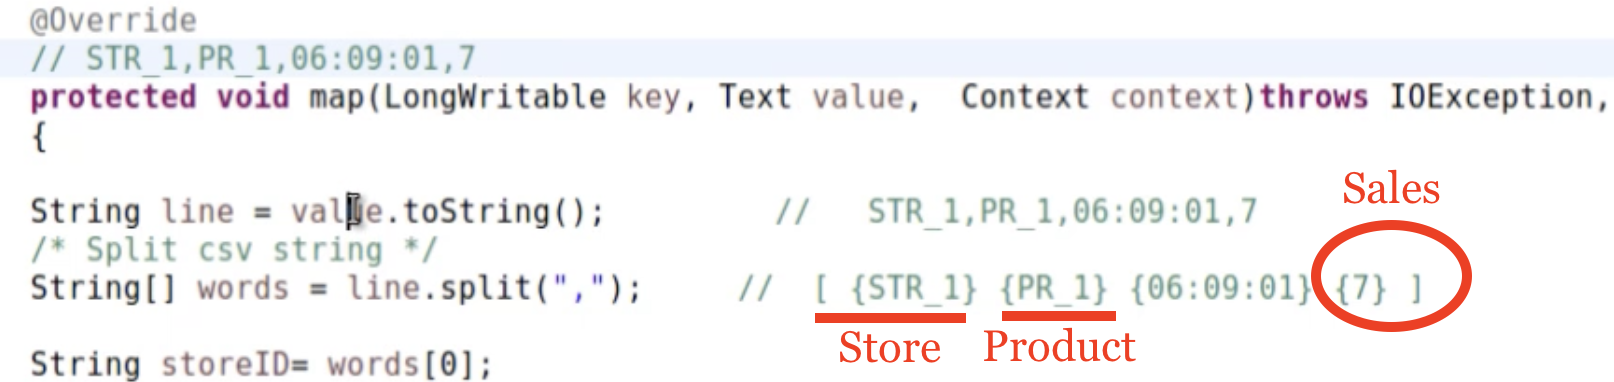 @Override
// STR_1,PR_1,06:09:01,7
protected void map(LongWritable key, Text value,  Context context)throws IOException,
{
Sales
String line = value.toString(); //   STR_1,PR_1,06:09:01,7
/* Split csv string */
String[] words = line.split(","); //  [ {STR_1} {PR_1} {06:09:01} {7} ]
Store Product
String storeID= words[0];